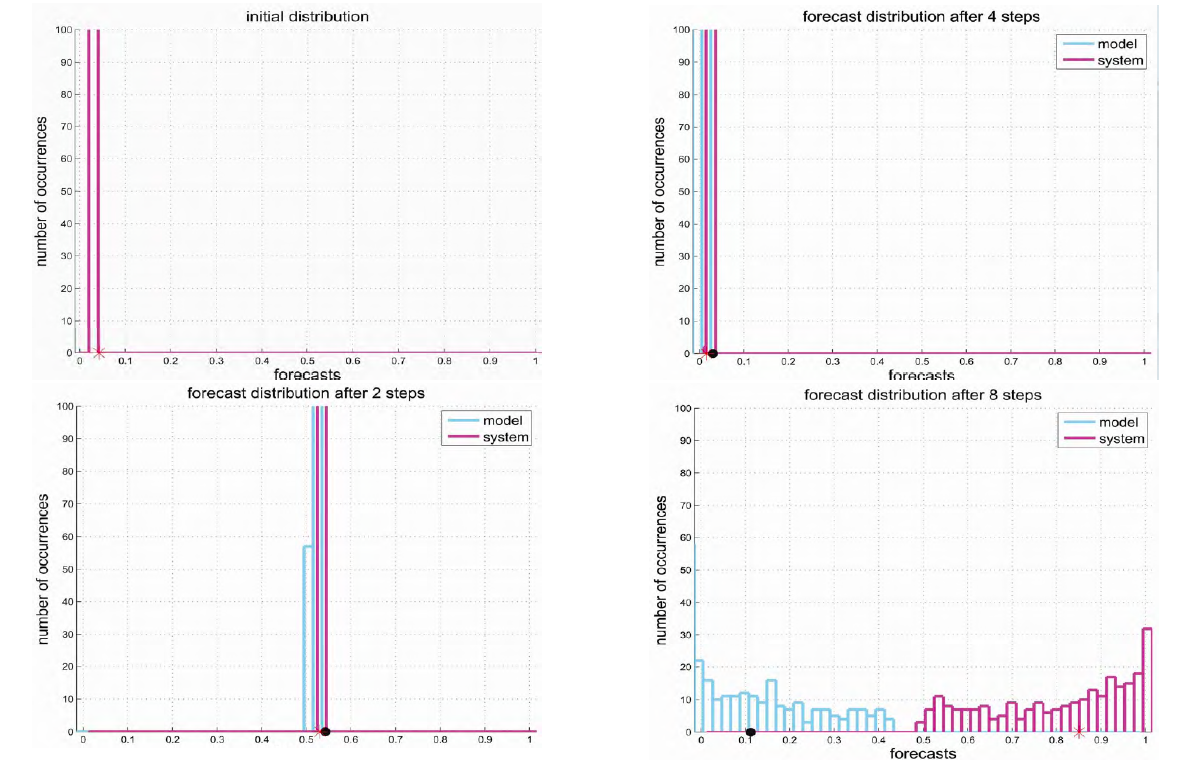 initial distribution
100
90
80
70
60
50
40
30
20
10
0
number of occurrences
0 0.1 0.2 0.3 0.4 0.5 0.6 0.7 0.8 0.9 1
forecasts
forecast distribution after 4 steps
model
system
100
90
80
70
60
50
40
30
20
10
0
number of occurrences
0 0.1 0.2 0.3 0.4 0.5 0.6 0.7 0.8 0.9 1
forecasts
forecast distribution after 2 steps
model
system
100
90
80
70
60
50
40
30
20
10
0
number of occurrences
0 0.1 0.2 0.3 0.4 0.5 0.6 0.7 0.8 0.9 1
forecast distribution after 8 steps
model
system
100
90
80
70
60
50
40
30
20
10
0
number of occurrences
0 0.1 0.2 0.3 0.4 0.5 0.6 0.7 0.8 0.9 1
forecasts